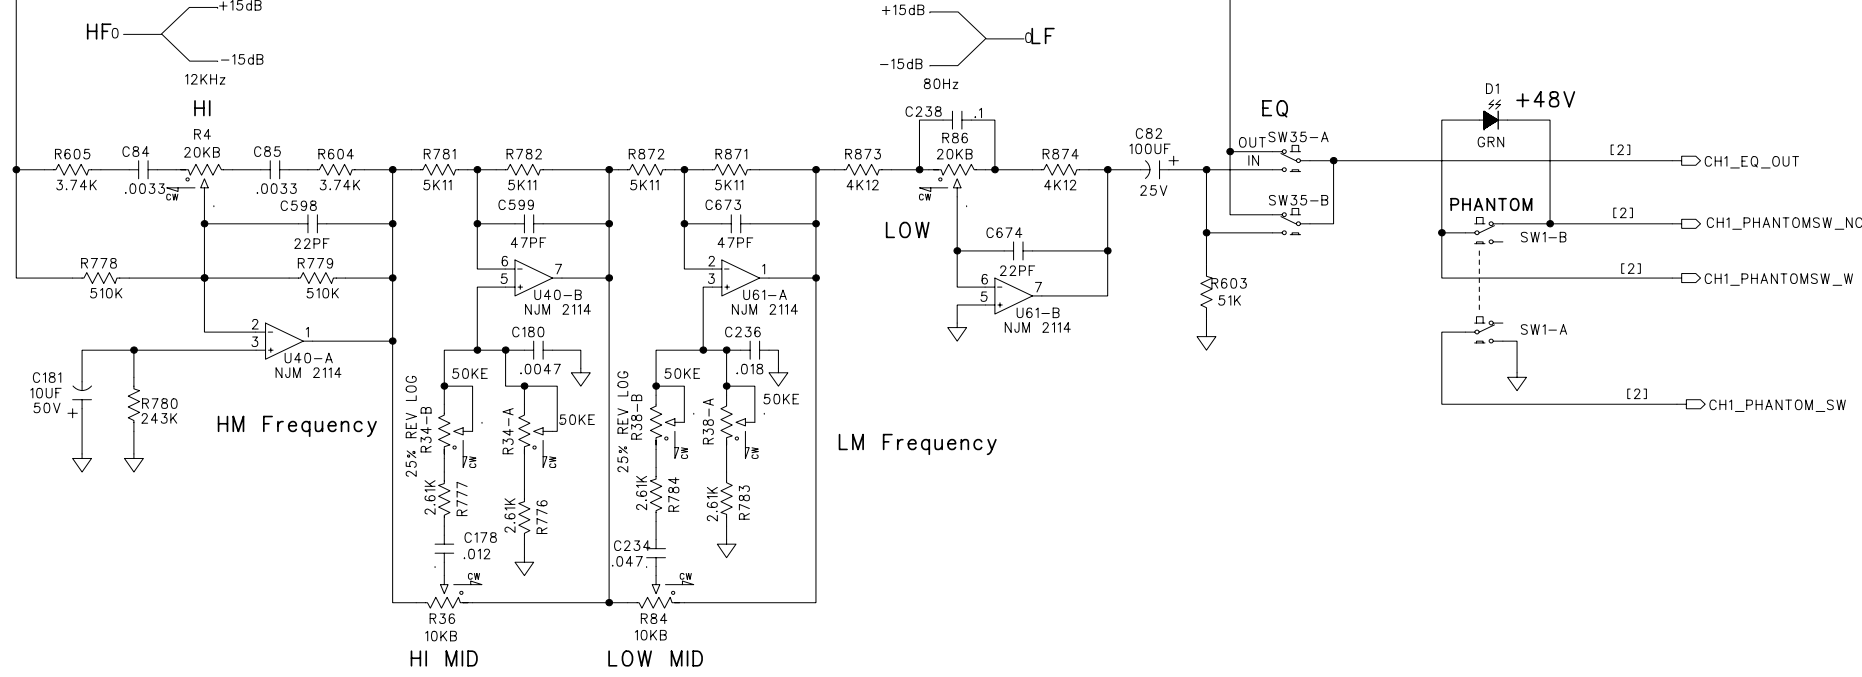 +15dB
HF0
-15dB
12KHz
HI
+15dB
0LF
-15dB
80Hz
R605
3.74K
C84
.0033
R4
20KB
CW
C85
.0033
R604
3.74K
C598
22PF
R778
510K
R779
510K
2
3
1
U40-A
NJM 2114
C181
10UF
50V
+
R780
243K
HM Frequency
R781
5K11
R782
5K11
C599
47PF
6
5
7
U40-B
NJM 2114
C180
.0047
50KE
25% REV LOG
R34-B
CW
R34-A
50KE
CW
2.61K
R777
2.61K
R776
C178
.012
CW
R36
10KB
HI MID
R872
5K11
R871
5K11
C673
47PF
2
3
1
U61-A
NJM 2114
C236
.018
50KE
25% REV LOG
R38-B
CW
R38-A
50KE
CW
2.61K
R784
2.61K
R783
C234
.047
CW
R84
10KB
LOW MID
LM Frequency
R873
4K12
C238
.1
R86
20KB
CW
LOW
R874
4K12
C674
22PF
6
5
7
U61-B
NJM 2114
C82
100UF
+
25V
R603
51K
EQ
OUT
SW35-A
IN
SW35-B
D1
+48V
GRN
[2]
CH1_EQ_OUT
PHANTOM
SW1-B
[2]
CH1_PHANTOMSW_NC
[2]
CH1_PHANTOMSW_W
SW1-A
[2]
CH1_PHANTOM_SW